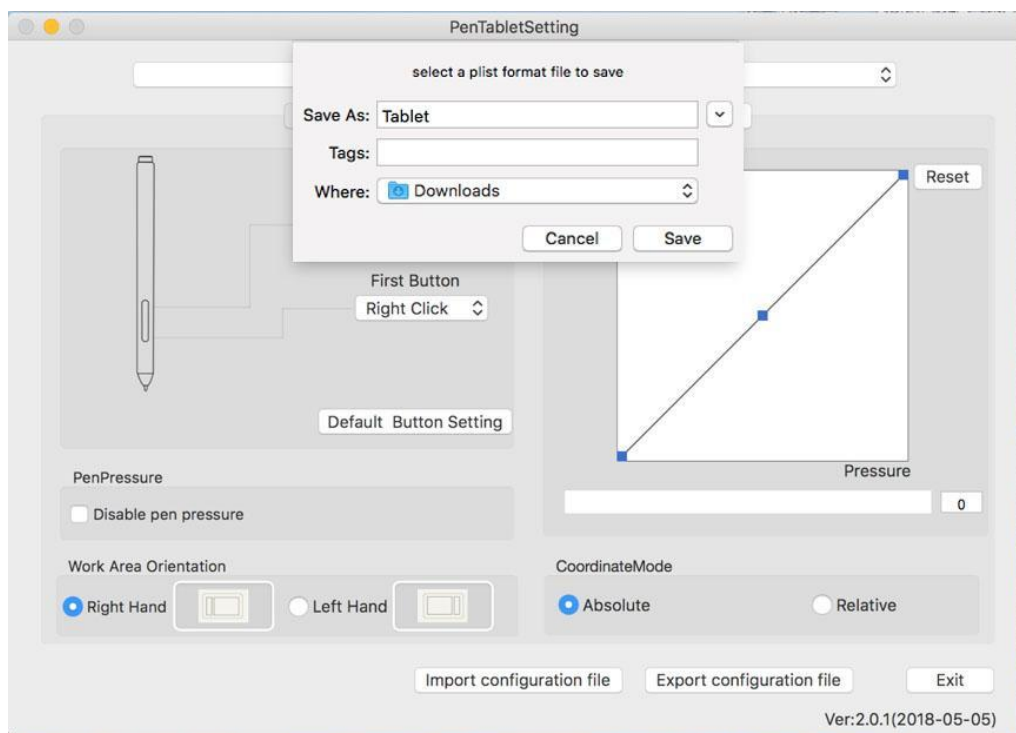 PenTabletSetting
select a plist format file to save
Save As: Tablet
Tags:
Where: Downloads
Cancel Save
Reset
First Button
Right Click
Default Button Setting
Pressure
0
PenPressure
Disable pen pressure
Work Area Orientation
Right Hand Left Hand
CoordinateMode
Absolute Relative
Import configuration file Export configuration file Exit
Ver:2.0.1(2018-05-05)